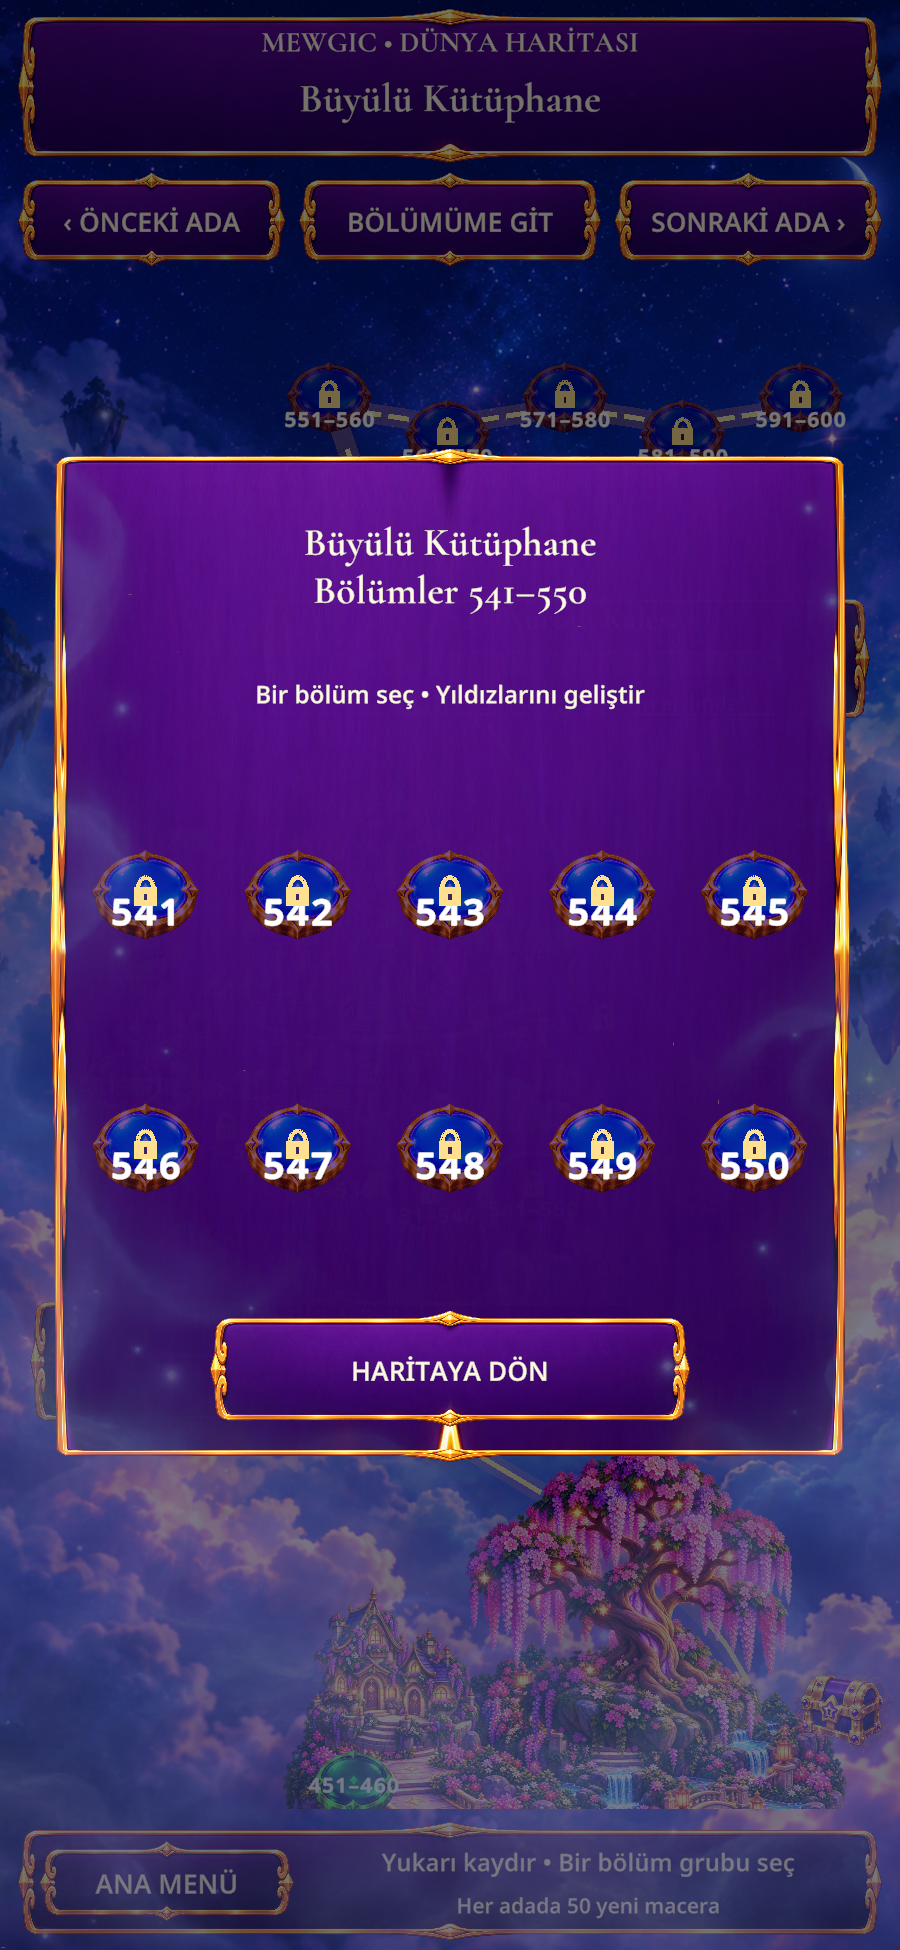 MEWGIC • DÜNYA HARİTASI
Büyülü Kütüphane
‹ ÖNCEKİ ADA
BÖLÜMÜME GİT
SONRAKİ ADA ›
551–560
571–580
591–600
581–590
Büyülü Kütüphane
Bölümler 541–550
Bir bölüm seç • Yıldızlarını geliştir
541 542 543 544 545
546 547 548 549 550
HARİTAYA DÖN
451–460
ANA MENÜ
Yukarı kaydır • Bir bölüm grubu seç
Her adada 50 yeni macera